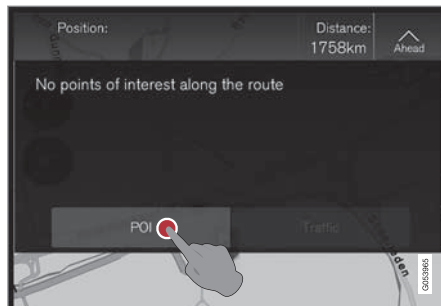 Position:
Distance:
1758km
Ahead
No points of interest along the route
POI
Traffic
G053965